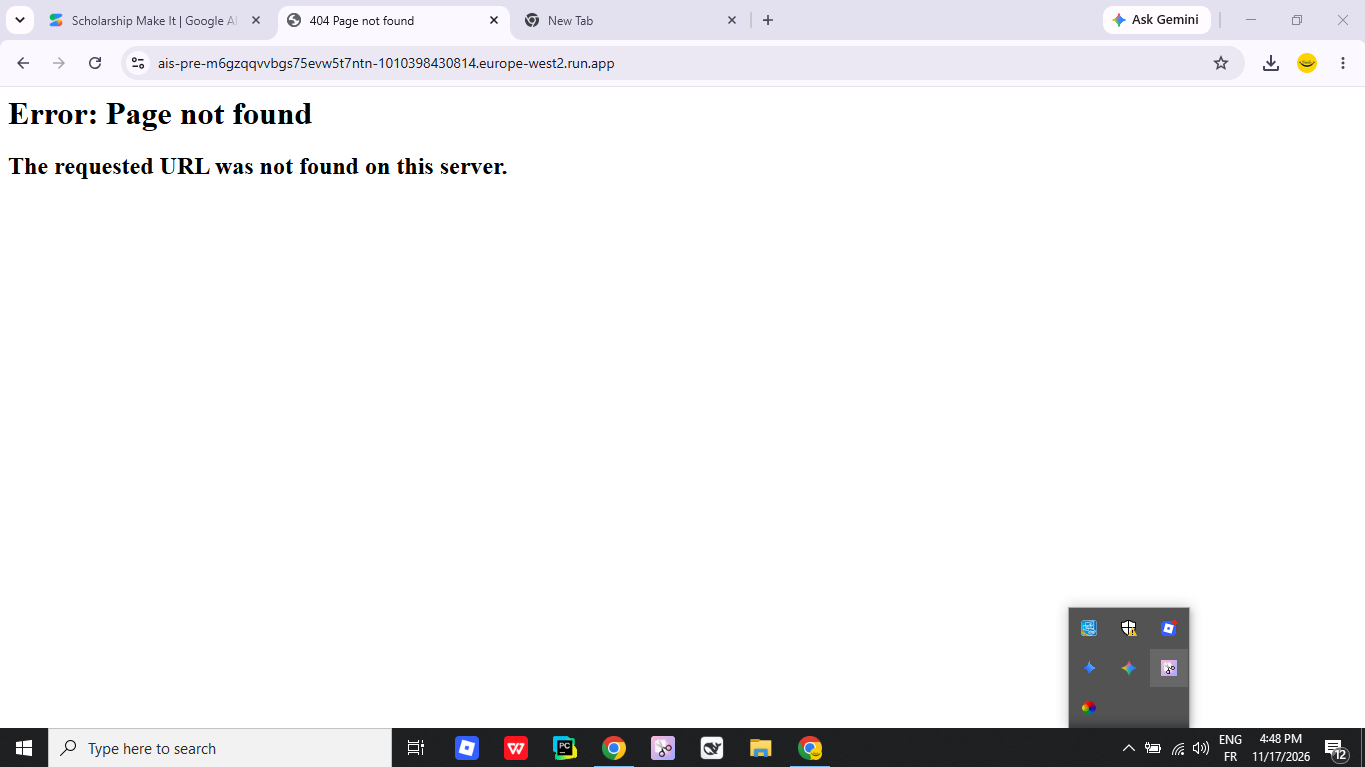 Scholarship Make It | Google AI
404 Page not found
New Tab
Ask Gemini
ais-pre-m6gzqqvvbgs75evw5t7ntn-1010398430814.europe-west2.run.app
Error: Page not found
The requested URL was not found on this server.
Type here to search
PC
ENG
FR
4:48 PM
11/17/2026
12